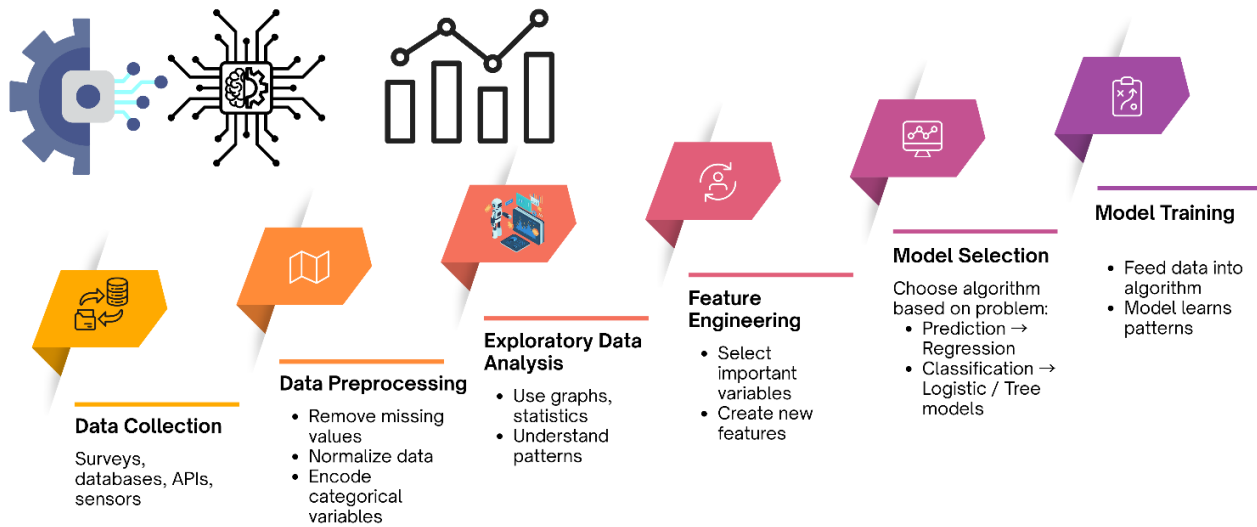 Data Collection
Surveys,
databases, APIs,
sensors
Data Preprocessing
• Remove missing
values
• Normalize data
• Encode
categorical
variables
Exploratory Data
Analysis
• Use graphs,
statistics
• Understand
patterns
Feature
Engineering
• Select
important
variables
• Create new
features
Model Selection
Choose algorithm
based on problem:
• Prediction →
Regression
• Classification →
Logistic / Tree
models
Model Training
• Feed data into
algorithm
• Model learns
patterns